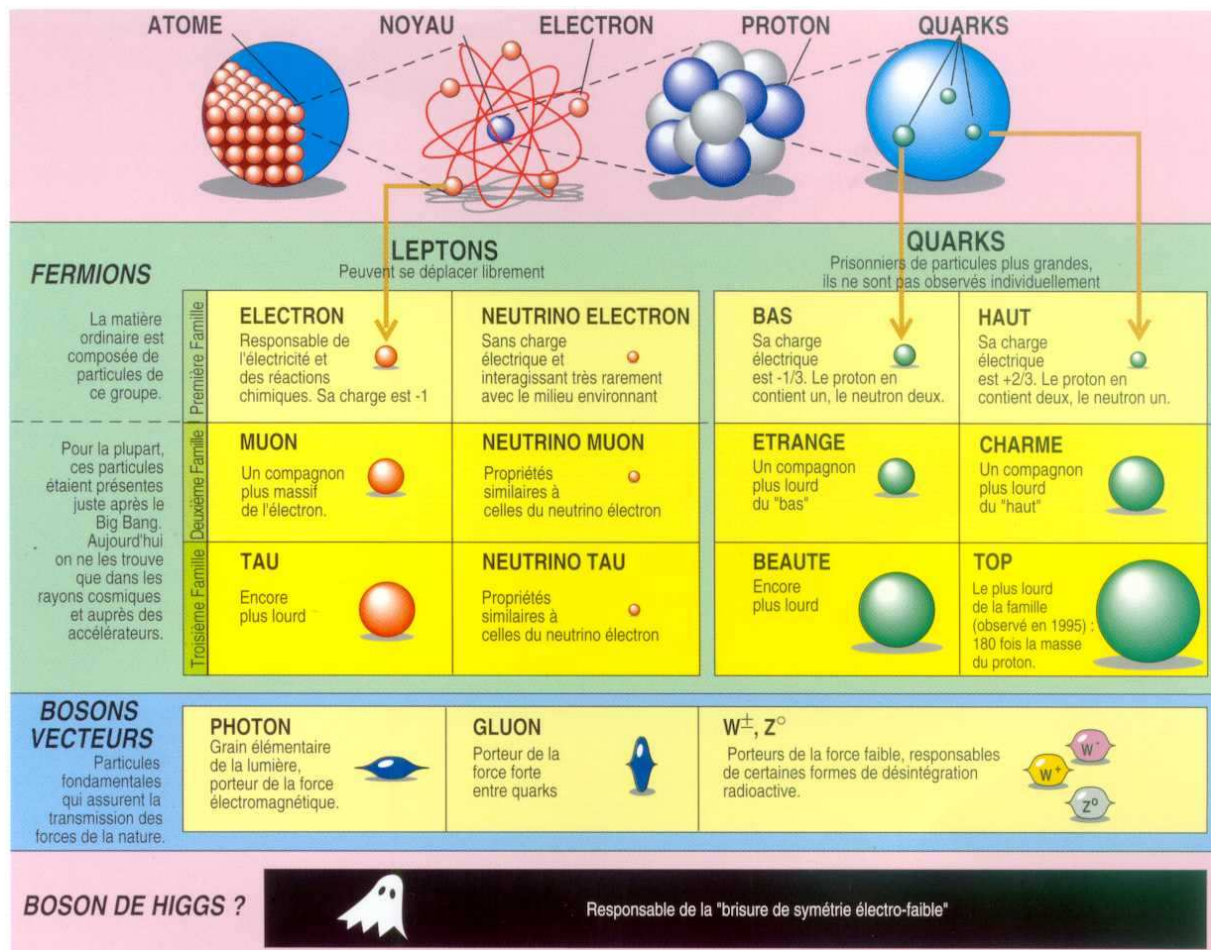 ATOME
NOYAU
ELECTRON
PROTON
QUARKS
FERMIONS
La matière
ordinaire est
composée de
particules de
ce groupe.
Pour la plupart,
ces particules
étaient présentes
juste après le
Big Bang.
Aujourd'hui
on ne les trouve
que dans les
rayons cosmiques
et auprès des
accélérateurs.
LEPTONS
Peuvent se déplacer librement
QUARKS
Prisonniers de particules plus grandes,
ils ne sont pas observés individuellement
Première Famille
ELECTRON
Responsable de
l'électricité et
des réactions
chimiques. Sa charge est -1
NEUTRINO ELECTRON
Sans charge
électrique et
interagissant très rarement
avec le milieu environnant
BAS
Sa charge
électrique
est -1/3. Le proton en
contient un, le neutron deux.
HAUT
Sa charge
électrique
est +2/3. Le proton en
contient deux, le neutron un.
Deuxième Famille
MUON
Un compagnon
plus massif
de l'électron.
NEUTRINO MUON
Propriétés
similaires à
celles du neutrino électron
ETRANGE
Un compagnon
plus lourd
du "bas"
CHARME
Un compagnon
plus lourd
du "haut"
Troisième Famille
TAU
Encore
plus lourd
NEUTRINO TAU
Propriétés
similaires à
celles du neutrino électron
BEAUTE
Encore
plus lourd
TOP
Le plus lourd
de la famille
(observé en 1995) :
180 fois la masse
du proton.
BOSONS
VECTEURS
Particules
fondamentales
qui assurent la
transmission des
forces de la nature.
PHOTON
Grain élémentaire
de la lumière,
porteur de la force
électromagnétique.
GLUON
Porteur de la
force forte
entre quarks
W±, Z°
Porteurs de la force faible, responsables
de certaines formes de désintégration
radioactive.
W-
W+
Z°
BOSON DE HIGGS ?
Responsable de la "brisure de symétrie électro-faible"